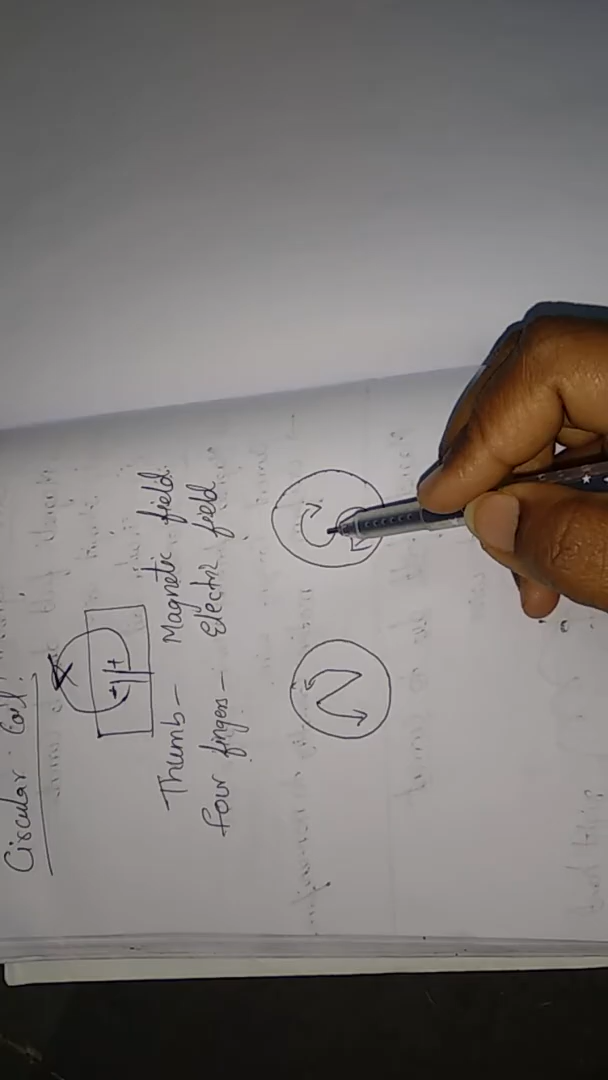 Circular Coil.
+ +
Thumb - Magnetic field.
four fingers - Electric field
N